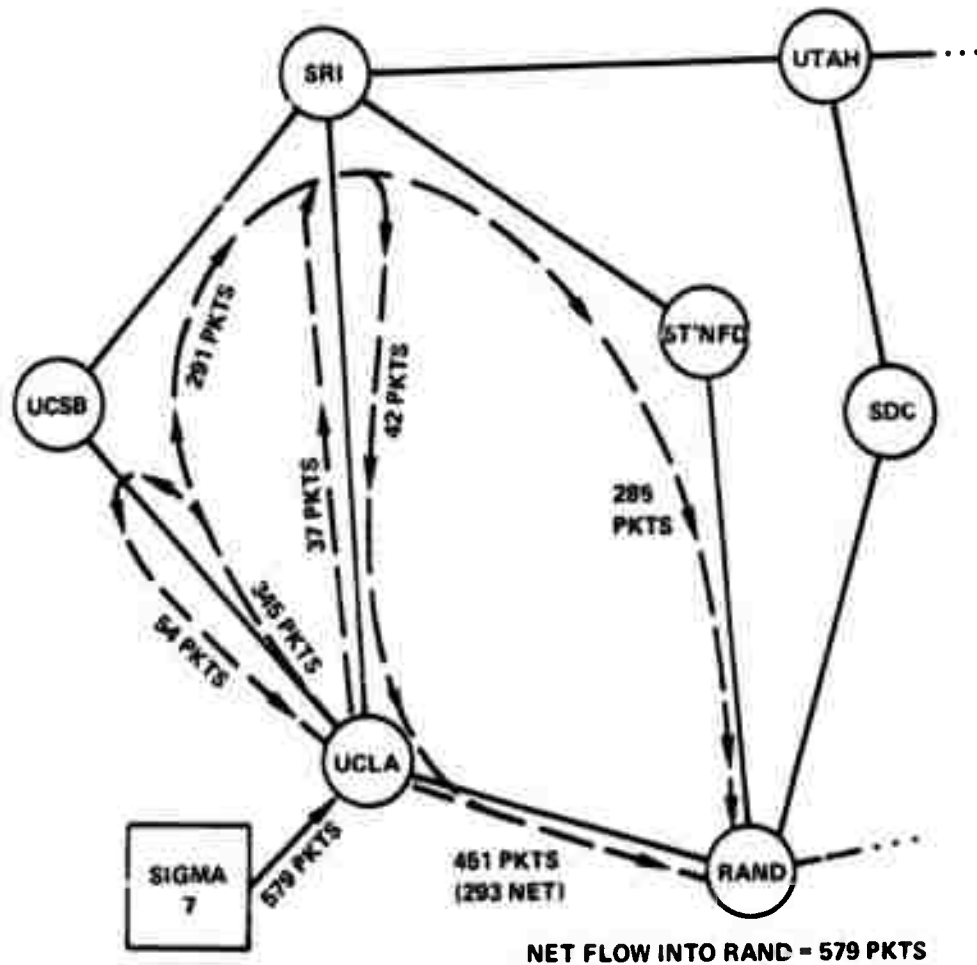 SRI
UTAH
...
291 PKTS
42 PKTS
ST'NFD
UCSB
SDC
37 PKTS
285
PKTS
345 PKTS
54 PKTS
UCLA
579 PKTS
SIGMA
7
451 PKTS
(293 NET)
RAND
...
NET FLOW INTO RAND = 579 PKTS